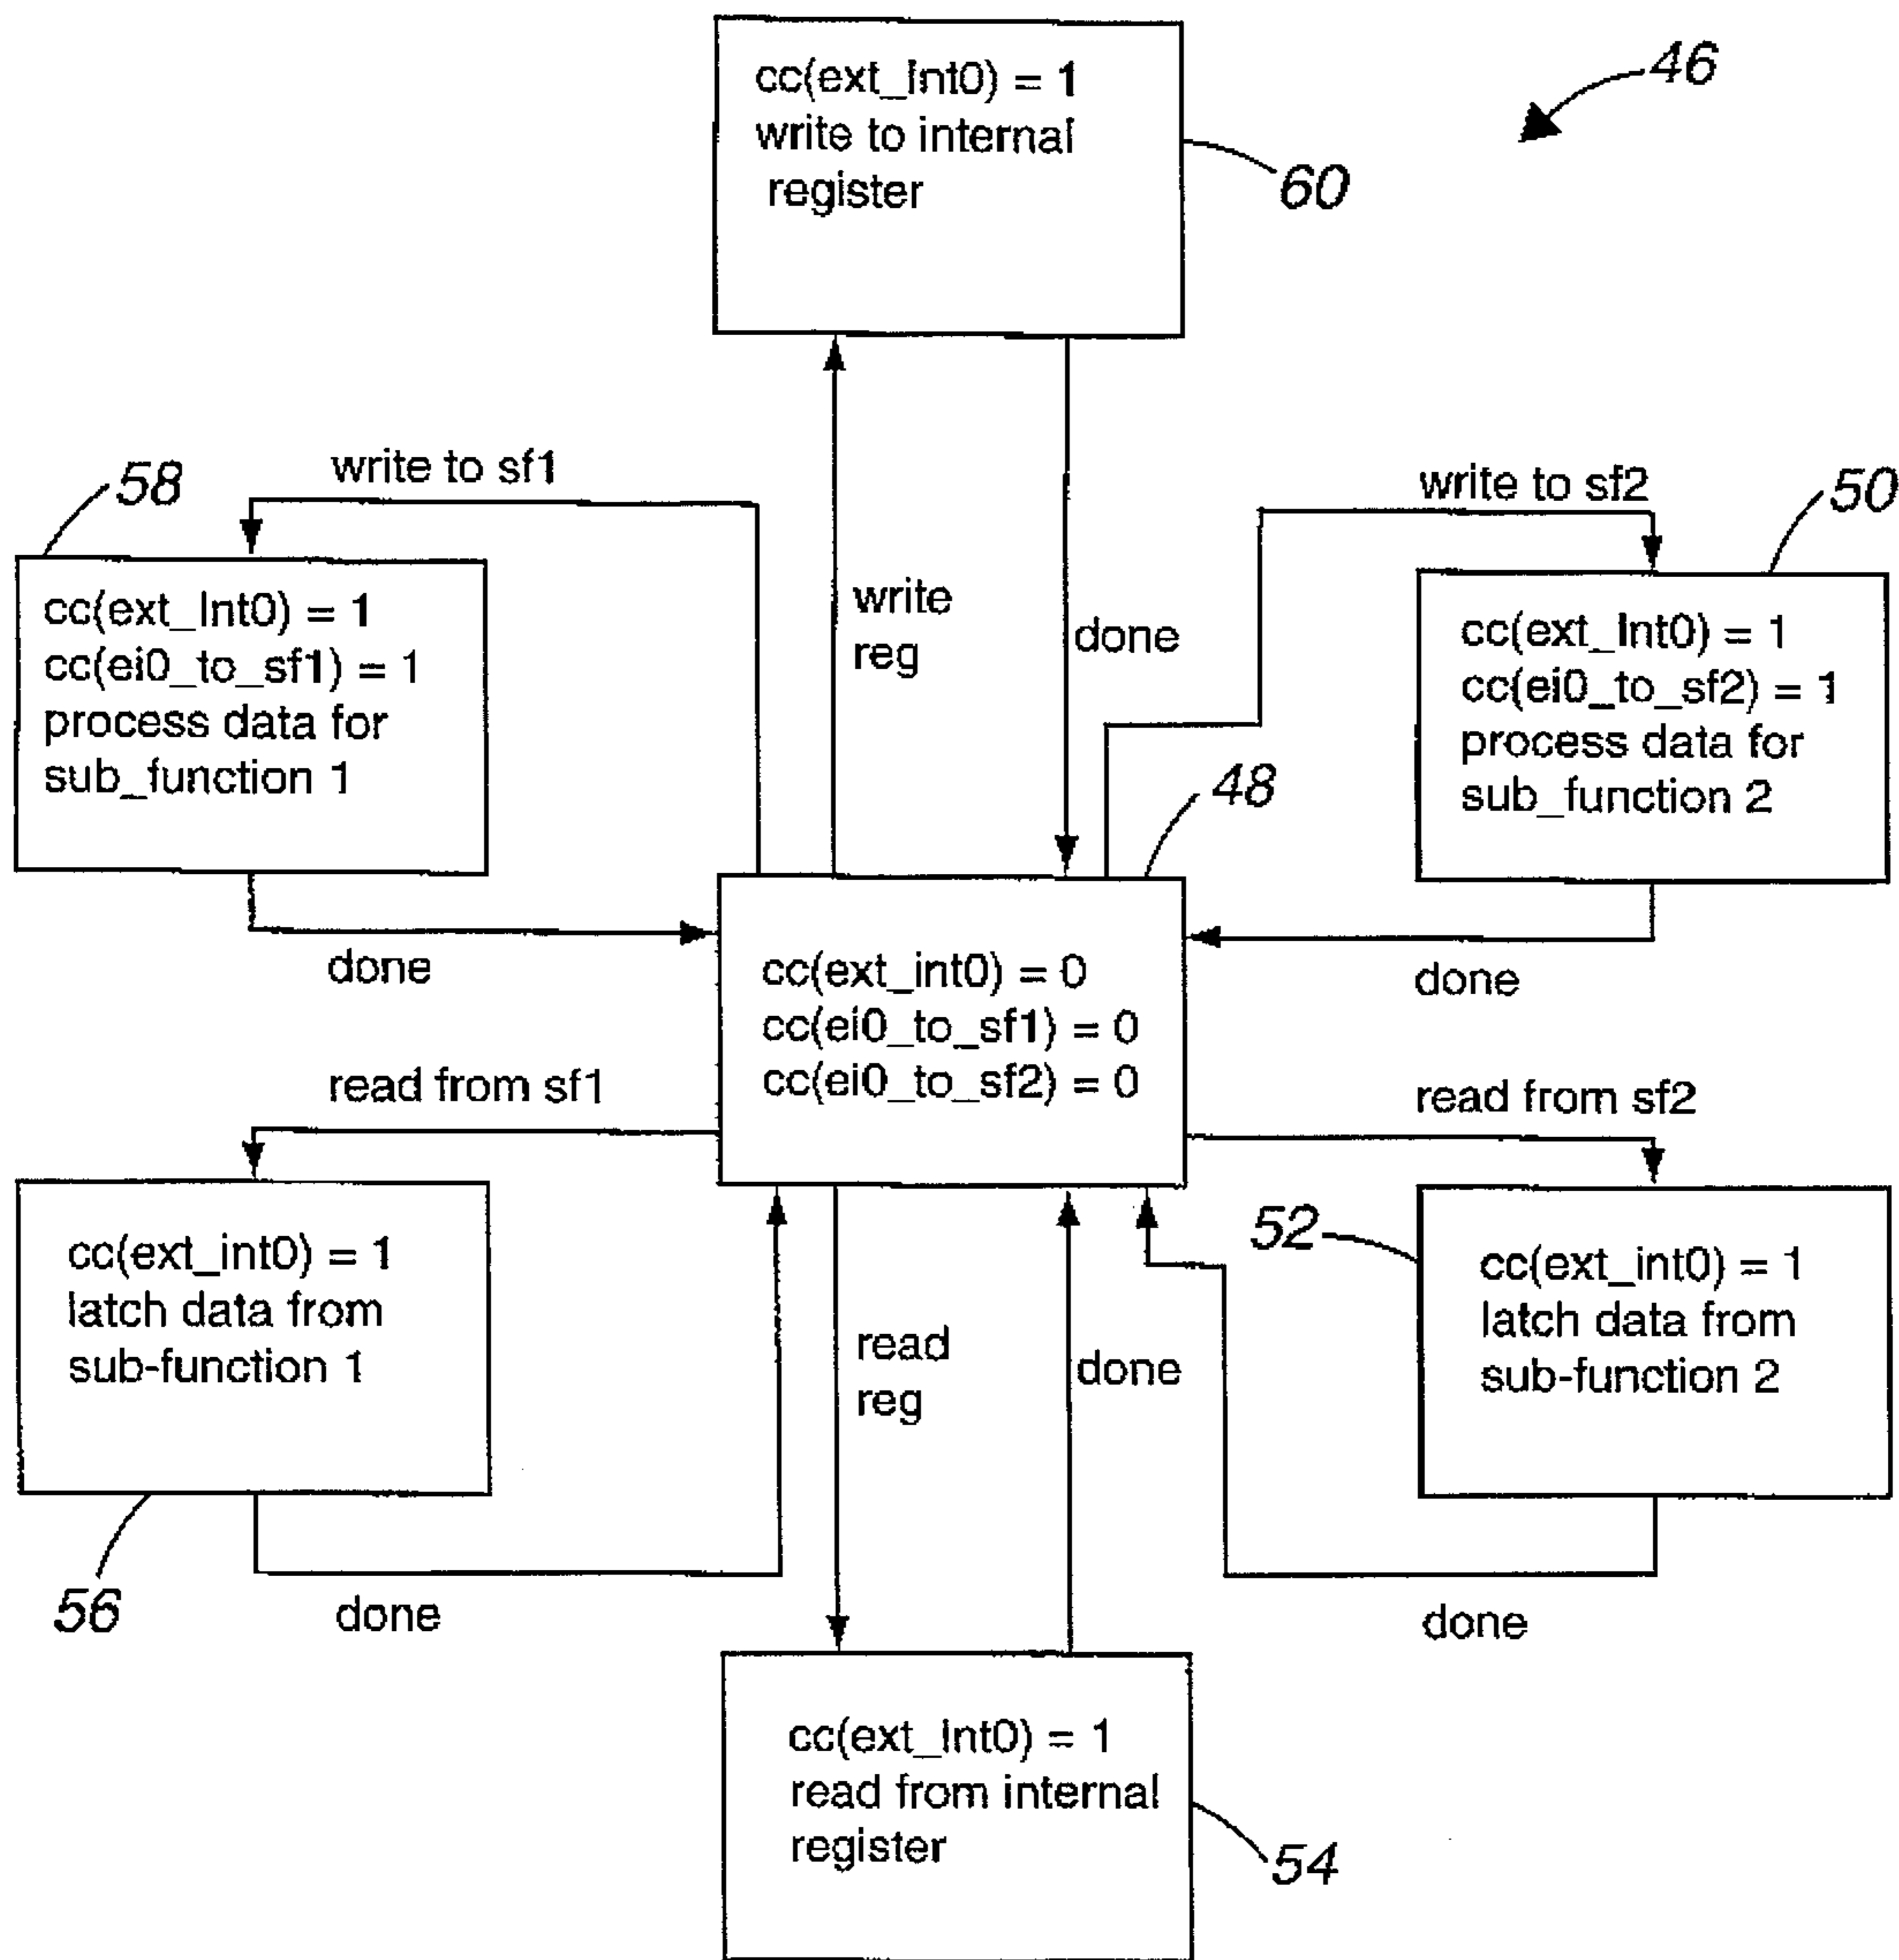 cc(ext_Int0) = 1
write to internal
register
46
60
write to sf1
58
cc(ext_Int0) = 1
cc(ei0_to_sf1) = 1
process data for
sub_function 1
done
write
reg
done
write to sf2
50
cc(ext_Int0) = 1
cc(ei0_to_sf2) = 1
process data for
sub_function 2
done
48
cc(ext_int0) = 0
cc(ei0_to_sf1) = 0
cc(ei0_to_sf2) = 0
read from sf1
cc(ext_int0) = 1
latch data from
sub-function 1
56
done
read
reg
done
read from sf2
52
cc(ext_int0) = 1
latch data from
sub-function 2
done
cc(ext_Int0) = 1
read from internal
register
54